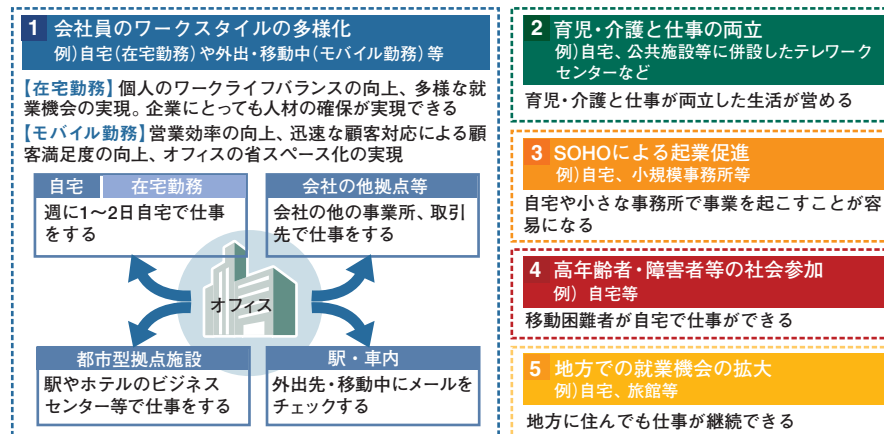 1 会社員のワークスタイルの多様化
例)自宅(在宅勤務)や外出・移動中(モバイル勤務)等
【在宅勤務】個人のワークライフバランスの向上、多様な就
業機会の実現。企業にとっても人材の確保が実現できる
【モバイル勤務】営業効率の向上、迅速な顧客対応による顧
客満足度の向上、オフィスの省スペース化の実現
自宅 在宅勤務
週に1～2日自宅で仕事
をする
会社の他拠点等
会社の他の事業所、取引
先で仕事をする
オフィス
都市型拠点施設
駅やホテルのビジネス
センター等で仕事をする
駅・車内
外出先・移動中にメールを
チェックする
2 育児・介護と仕事の両立
例)自宅、公共施設等に併設したテレワーク
センターなど
育児・介護と仕事が両立した生活が営める
3 SOHOによる起業促進
例)自宅、小規模事務所等
自宅や小さな事務所で事業を起こすことが容
易になる
4 高年齢者・障害者等の社会参加
例）自宅等
移動困難者が自宅で仕事ができる
5 地方での就業機会の拡大
例)自宅、旅館等
地方に住んでも仕事が継続できる